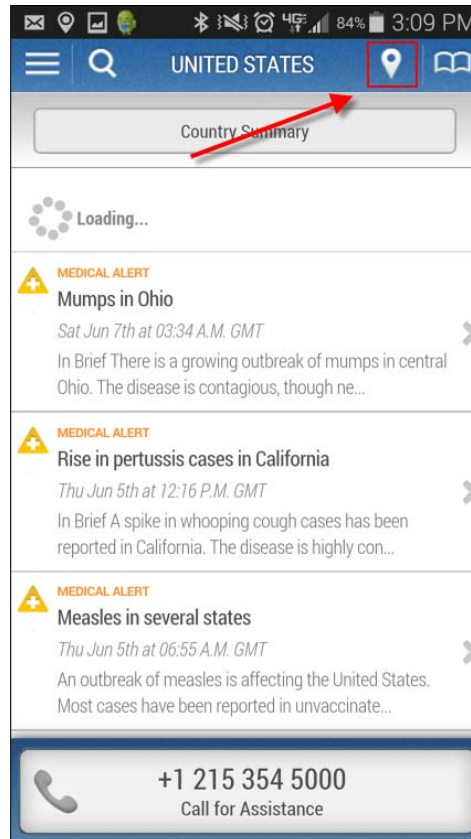 4G 84% 3:09 PM
UNITED STATES
Country Summary
Loading...
MEDICAL ALERT
Mumps in Ohio
Sat Jun 7th at 03:34 A.M. GMT
In Brief There is a growing outbreak of mumps in central
Ohio. The disease is contagious, though ne...
MEDICAL ALERT
Rise in pertussis cases in California
Thu Jun 5th at 12:16 P.M. GMT
In Brief A spike in whooping cough cases has been
reported in California. The disease is highly con...
MEDICAL ALERT
Measles in several states
Thu Jun 5th at 06:55 A.M. GMT
An outbreak of measles is affecting the United States.
Most cases have been reported in unvaccinate...
+1 215 354 5000
Call for Assistance